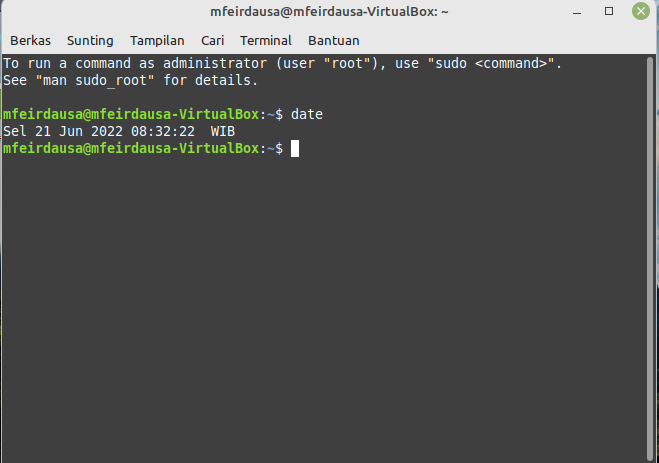 mfeirdausa@mfeirdausa-VirtualBox: ~
Berkas Sunting Tampilan Cari Terminal Bantuan
To run a command as administrator (user "root"), use "sudo <command>".
See "man sudo_root" for details.
mfeirdausa@mfeirdausa-VirtualBox:~$ date
Sel 21 Jun 2022 08:32:22  WIB
mfeirdausa@mfeirdausa-VirtualBox:~$